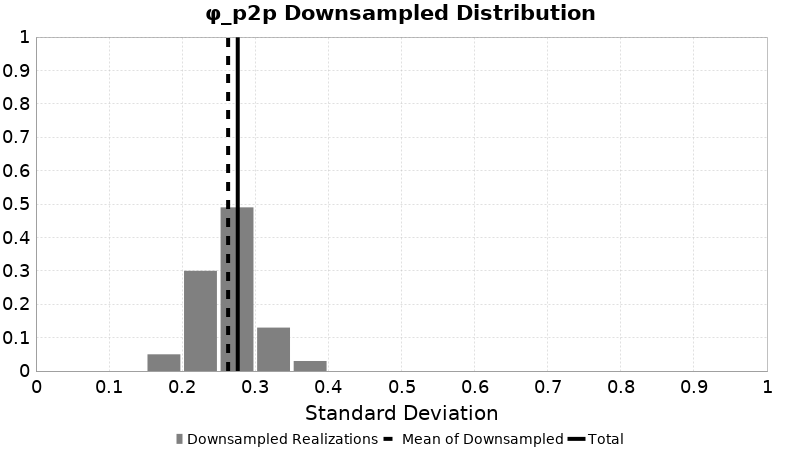 φ_p2p Downsampled Distribution
1
0.9
0.8
0.7
0.6
0.5
0.4
0.3
0.2
0.1
0
0 0.1 0.2 0.3 0.4 0.5 0.6 0.7 0.8 0.9 1
Standard Deviation
Downsampled Realizations Mean of Downsampled Total